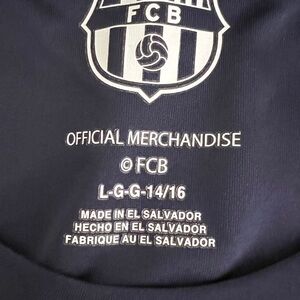 FCB
OFFICIAL MERCHANDISE
© FCB
L-G-G-14/16
MADE IN EL SALVADOR
HECHO EN EL SALVADOR
FABRIQUE AU EL SALVADOR